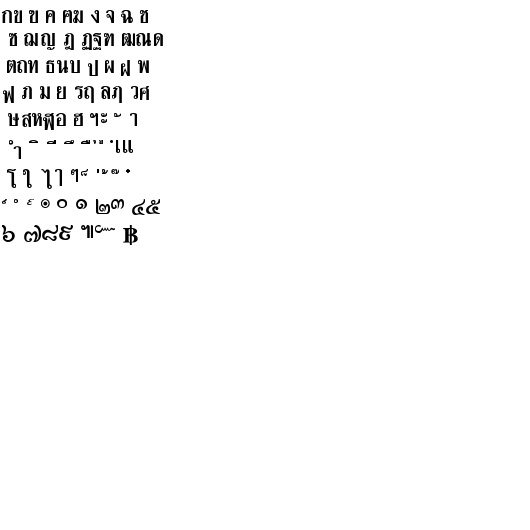 กขฃคฅฆงจฉช
ซฌญฎฏฐฑฒณด
ตถทธนบปผฝพ
ฟภมยรฤลฦวศ
ษสหฬอฮฯะ ั า
ำ ิ ี ึ ื ุ ู ฺ เแ
โใไๅๆ ็ ่ ้ ๊ ๋
์ ํ ๎ ๏๐๑๒๓๔๕
๖๗๘๙๚๛฿